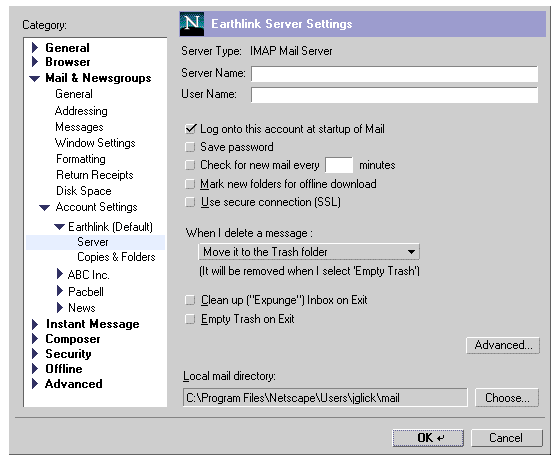 Category:
General
Browser
Mail & Newsgroups
General
Addressing
Messages
Window Settings
Formatting
Return Receipts
Disk Space
Account Settings
Earthlink (Default)
Server
Copies & Folders
ABC Inc.
Pacbell
News
Instant Message
Composer
Security
Offline
Advanced
N Earthlink Server Settings
Server Type: IMAP Mail Server
Server Name:
User Name:
Log onto this account at startup of Mail
Save password
Check for new mail every minutes
Mark new folders for offline download
Use secure connection (SSL)
When I delete a message :
Move it to the Trash folder
(It will be removed when I select 'Empty Trash')
Clean up ("Expunge") Inbox on Exit
Empty Trash on Exit
Advanced...
Local mail directory:
C:\Program Files\Netscape\Users\jglick\mail
Choose...
OK ↵
Cancel